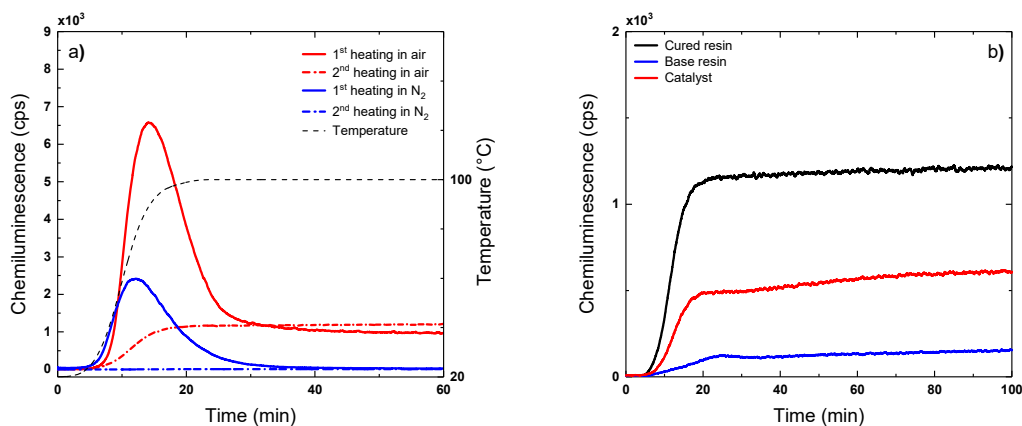 x10³
a)
9
8
7
6
5
4
3
2
1
0
Chemiluminescence (cps)
1st heating in air
2nd heating in air
1st heating in N₂
2nd heating in N₂
Temperature
100
20
Temperature (°C)
0 20 40 60
Time (min)
x10³
b)
2
1
0
Chemiluminescence (cps)
Cured resin
Base resin
Catalyst
0 20 40 60 80 100
Time (min)